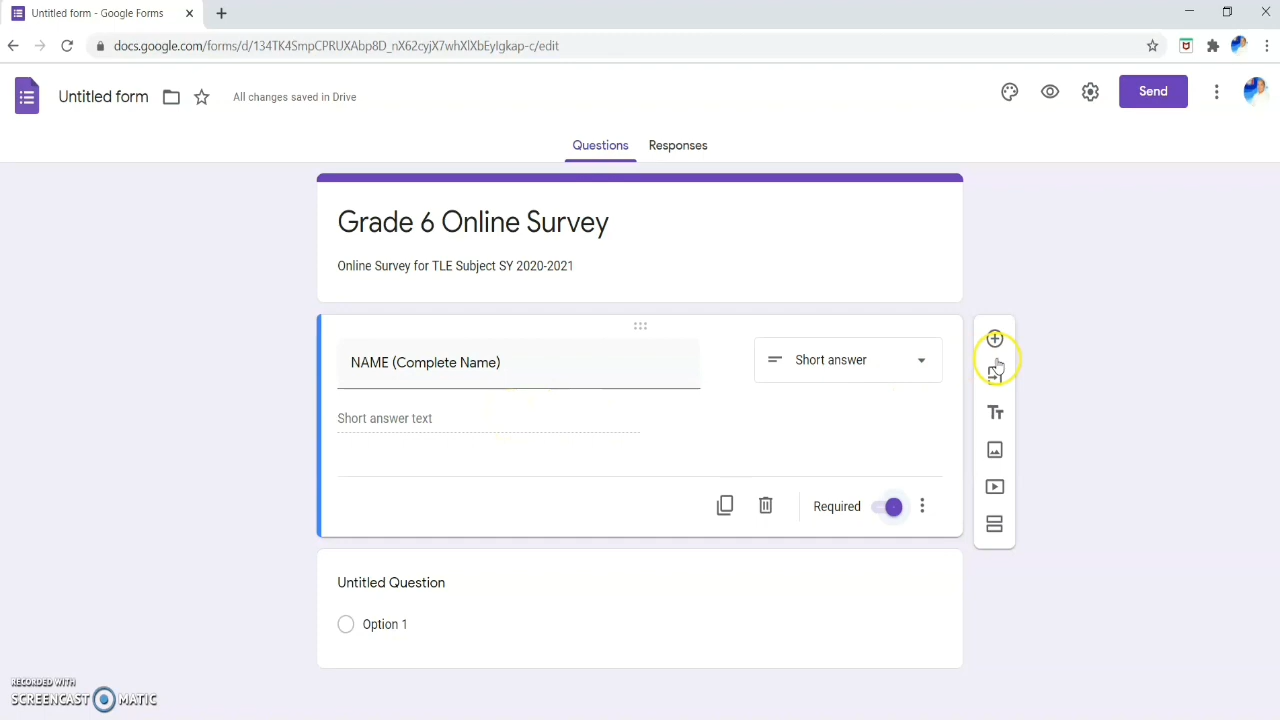 Untitled form - Google Forms
docs.google.com/forms/d/134TK4SmpCPRUXAbp8D_nX62cyjX7whXlXbEyIgkap-c/edit
Untitled form
All changes saved in Drive
Send
Questions
Responses
Grade 6 Online Survey
Online Survey for TLE Subject SY 2020-2021
NAME (Complete Name)
Short answer
Short answer text
Required
Untitled Question
Option 1
RECORDED WITH
SCREENCAST MATIC